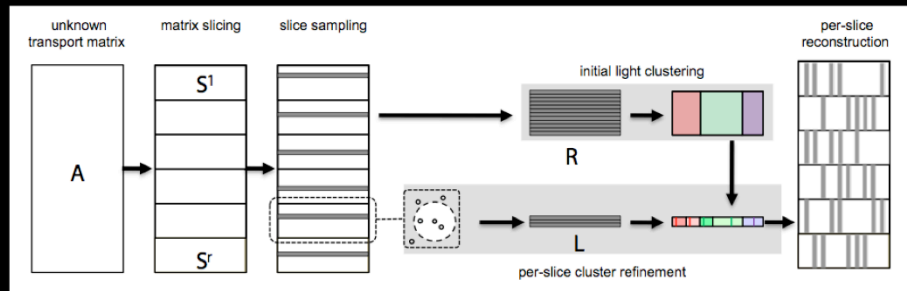 unknown
transport matrix
matrix slicing
slice sampling
per-slice
reconstruction
initial light clustering
A
S¹
Sʳ
R
L
per-slice cluster refinement